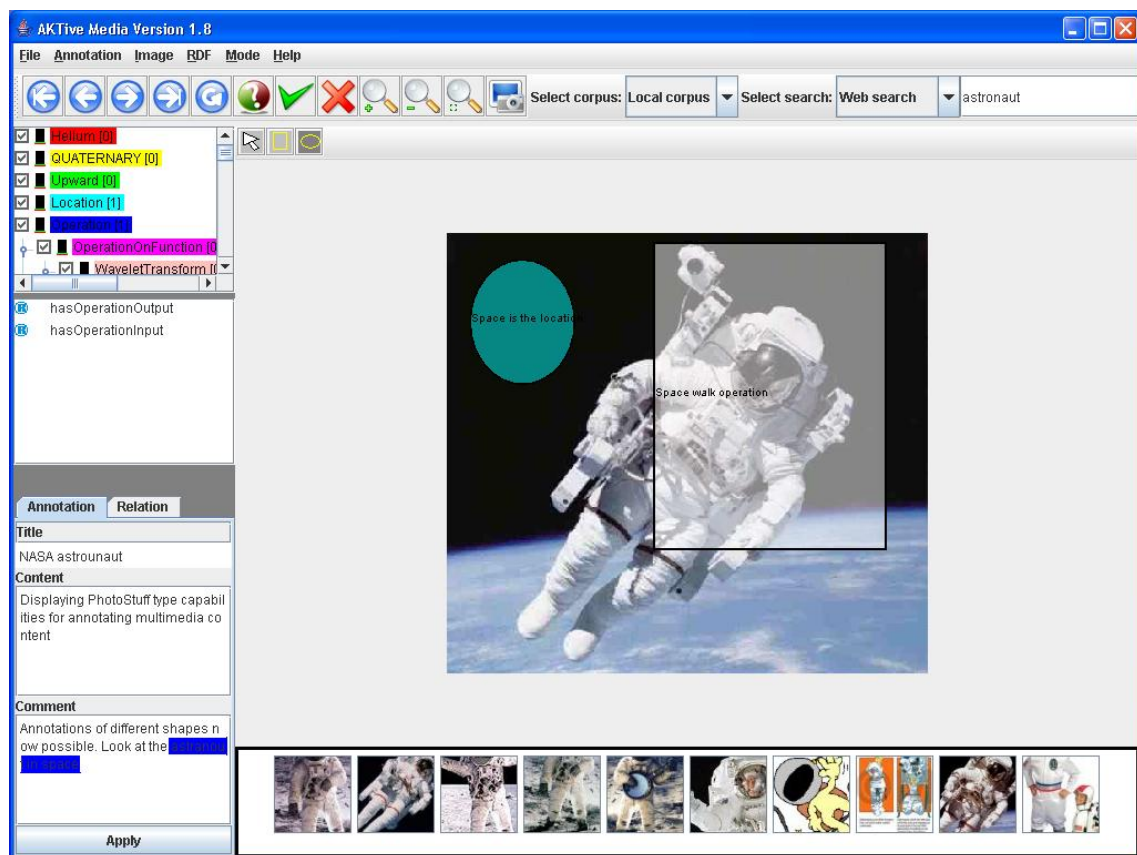 AKTive Media Version 1.8
File Annotation Image RDF Mode Help
Select corpus: Local corpus Select search: Web search astronaut
Helium [0]
QUATERNARY [0]
Upward [0]
Location [1]
Operation [1]
OperationOnFunction [0
WaveletTransform [0
hasOperationOutput
hasOperationInput
Space is the location
Space walk operation
Annotation Relation
Title
NASA astrounaut
Content
Displaying PhotoStuff type capabil
ities for annotating multimedia co
ntent
Comment
Annotations of different shapes n
ow possible. Look at the astronau
t in space
Apply